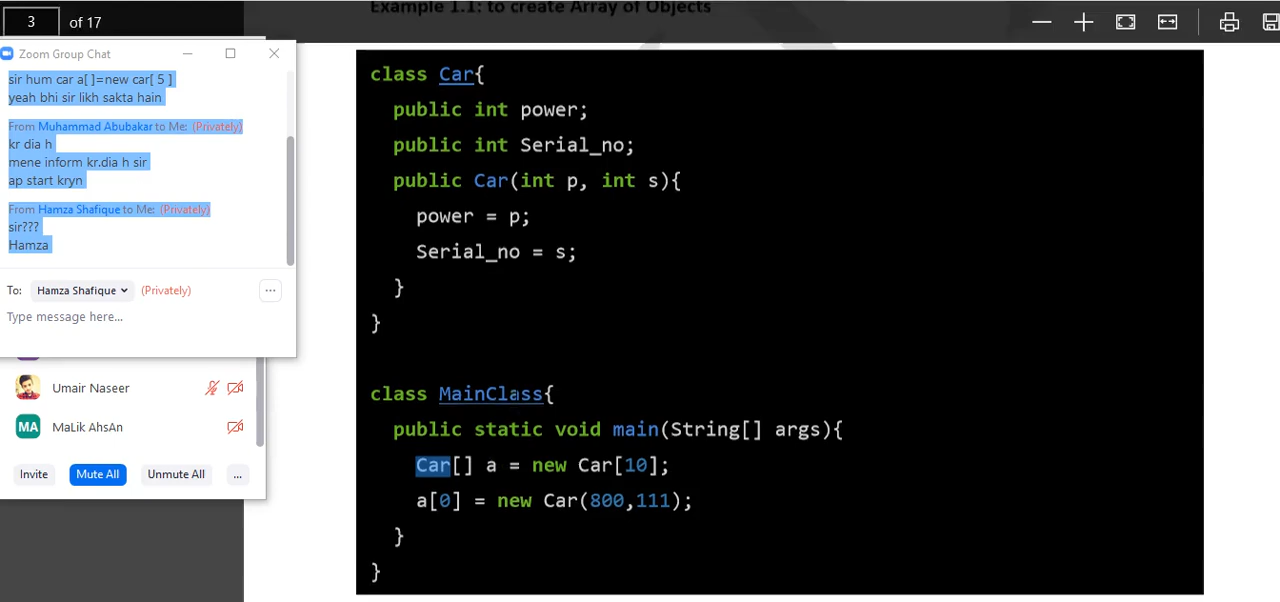 Example 1.1: to create Array of Objects
3 of 17
Zoom Group Chat
sir hum car a[ ]=new car[ 5 ]
yeah bhi sir likh sakta hain
From Muhammad Abubakar to Me: (Privately)
kr dia h
mene inform kr.dia h sir
ap start kryn
From Hamza Shafique to Me: (Privately)
sir???
Hamza
To: Hamza Shafique (Privately)
...
Type message here...
Umair Naseer
MA MaLik AhsAn
Invite Mute All Unmute All ...
class Car{
public int power;
public int Serial_no;
public Car(int p, int s){
power = p;
Serial_no = s;
}
}
class MainClass{
public static void main(String[] args){
Car[] a = new Car[10];
a[0] = new Car(800,111);
}
}